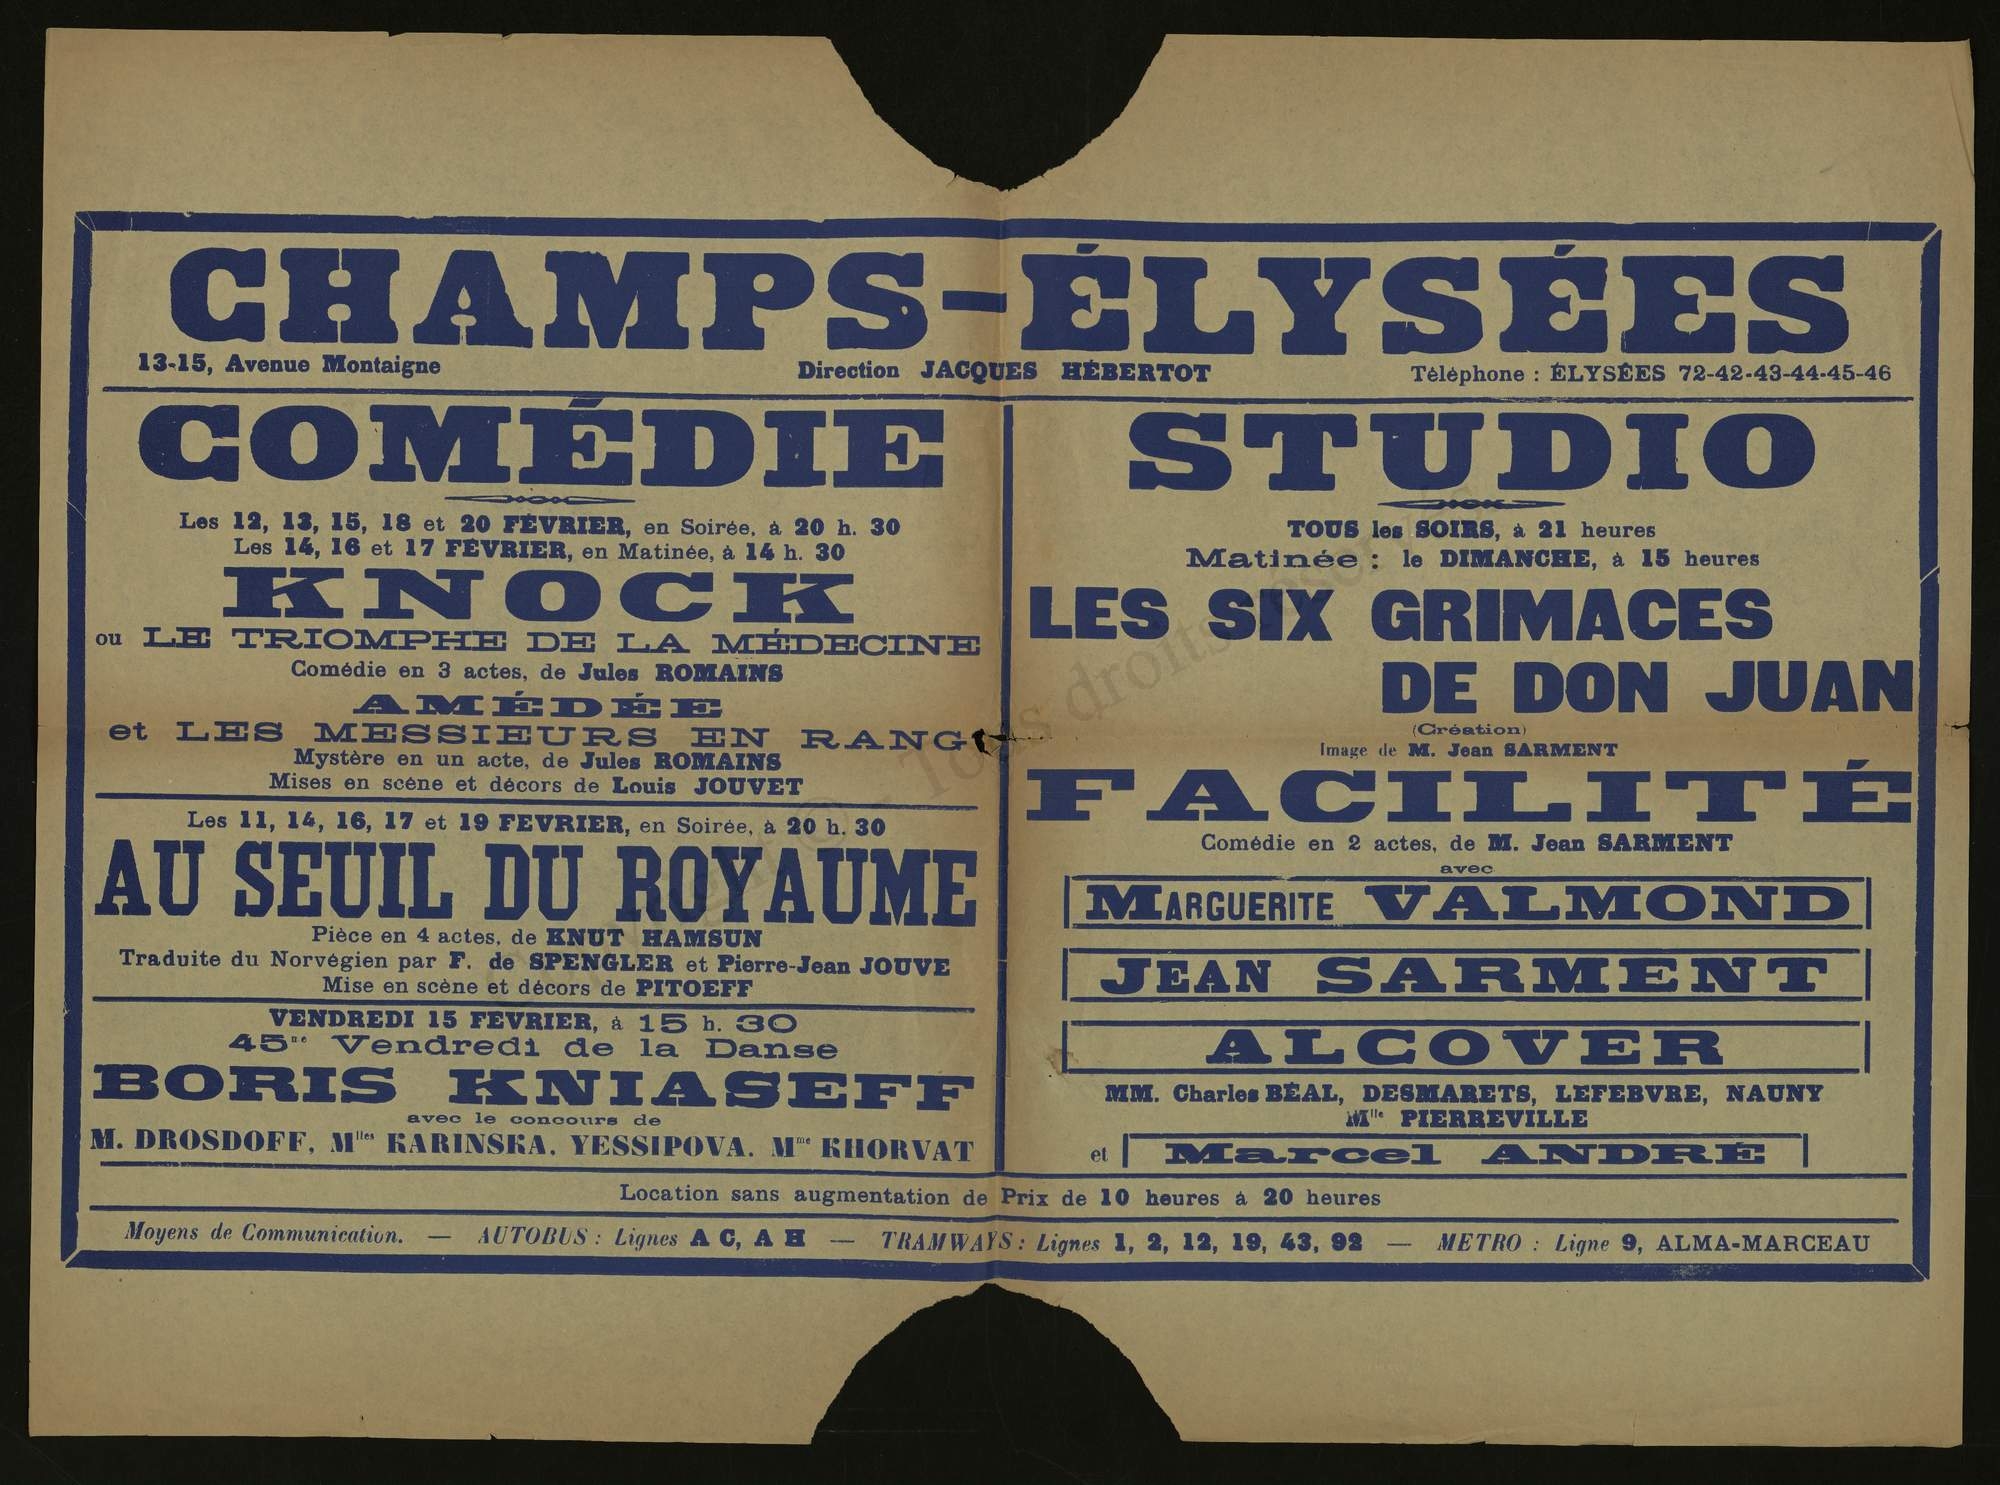 CHAMPS-ÉLYSÉES
13-15, Avenue Montaigne Direction JACQUES HÉBERTOT Téléphone : ÉLYSÉES 72-42-43-44-45-46
COMÉDIE
Les 12, 13, 15, 18 et 20 FÉVRIER, en Soirée, à 20 h. 30
Les 14, 16 et 17 FÉVRIER, en Matinée, à 14 h. 30
KNOCK
ou LE TRIOMPHE DE LA MÉDECINE
Comédie en 3 actes, de Jules ROMAINS
AMÉDÉE
et LES MESSIEURS EN RANG
Mystère en un acte, de Jules ROMAINS
Mises en scène et décors de Louis JOUVET
Les 11, 14, 16, 17 et 19 FEVRIER, en Soirée, à 20 h. 30
AU SEUIL DU ROYAUME
Pièce en 4 actes, de KNUT HAMSUN
Traduite du Norvégien par F. de SPENGLER et Pierre-Jean JOUVE
Mise en scène et décors de PITOEFF
VENDREDI 15 FEVRIER, à 15 h. 30
45me Vendredi de la Danse
BORIS KNIASEFF
avec le concours de
M. DROSDOFF, Mlles KARINSKA, YESSIPOVA. Mme KHORVAT
STUDIO
TOUS les SOIRS, à 21 heures
Matinée : le DIMANCHE, à 15 heures
LES SIX GRIMACES
DE DON JUAN
(Création)
Image de M. Jean SARMENT
FACILITÉ
Comédie en 2 actes, de M. Jean SARMENT
avec
MARGUERITE VALMOND
JEAN SARMENT
ALCOVER
MM. Charles BÉAL, DESMARETS, LEFEBVRE, NAUNY
Mlle PIERREVILLE
et Marcel ANDRÉ
Location sans augmentation de Prix de 10 heures à 20 heures
Moyens de Communication. — AUTOBUS : Lignes A C, A H — TRAMWAYS : Lignes 1, 2, 12, 19, 43, 92 — METRO : Ligne 9, ALMA-MARCEAU
Copyright © - Tous droits réservés